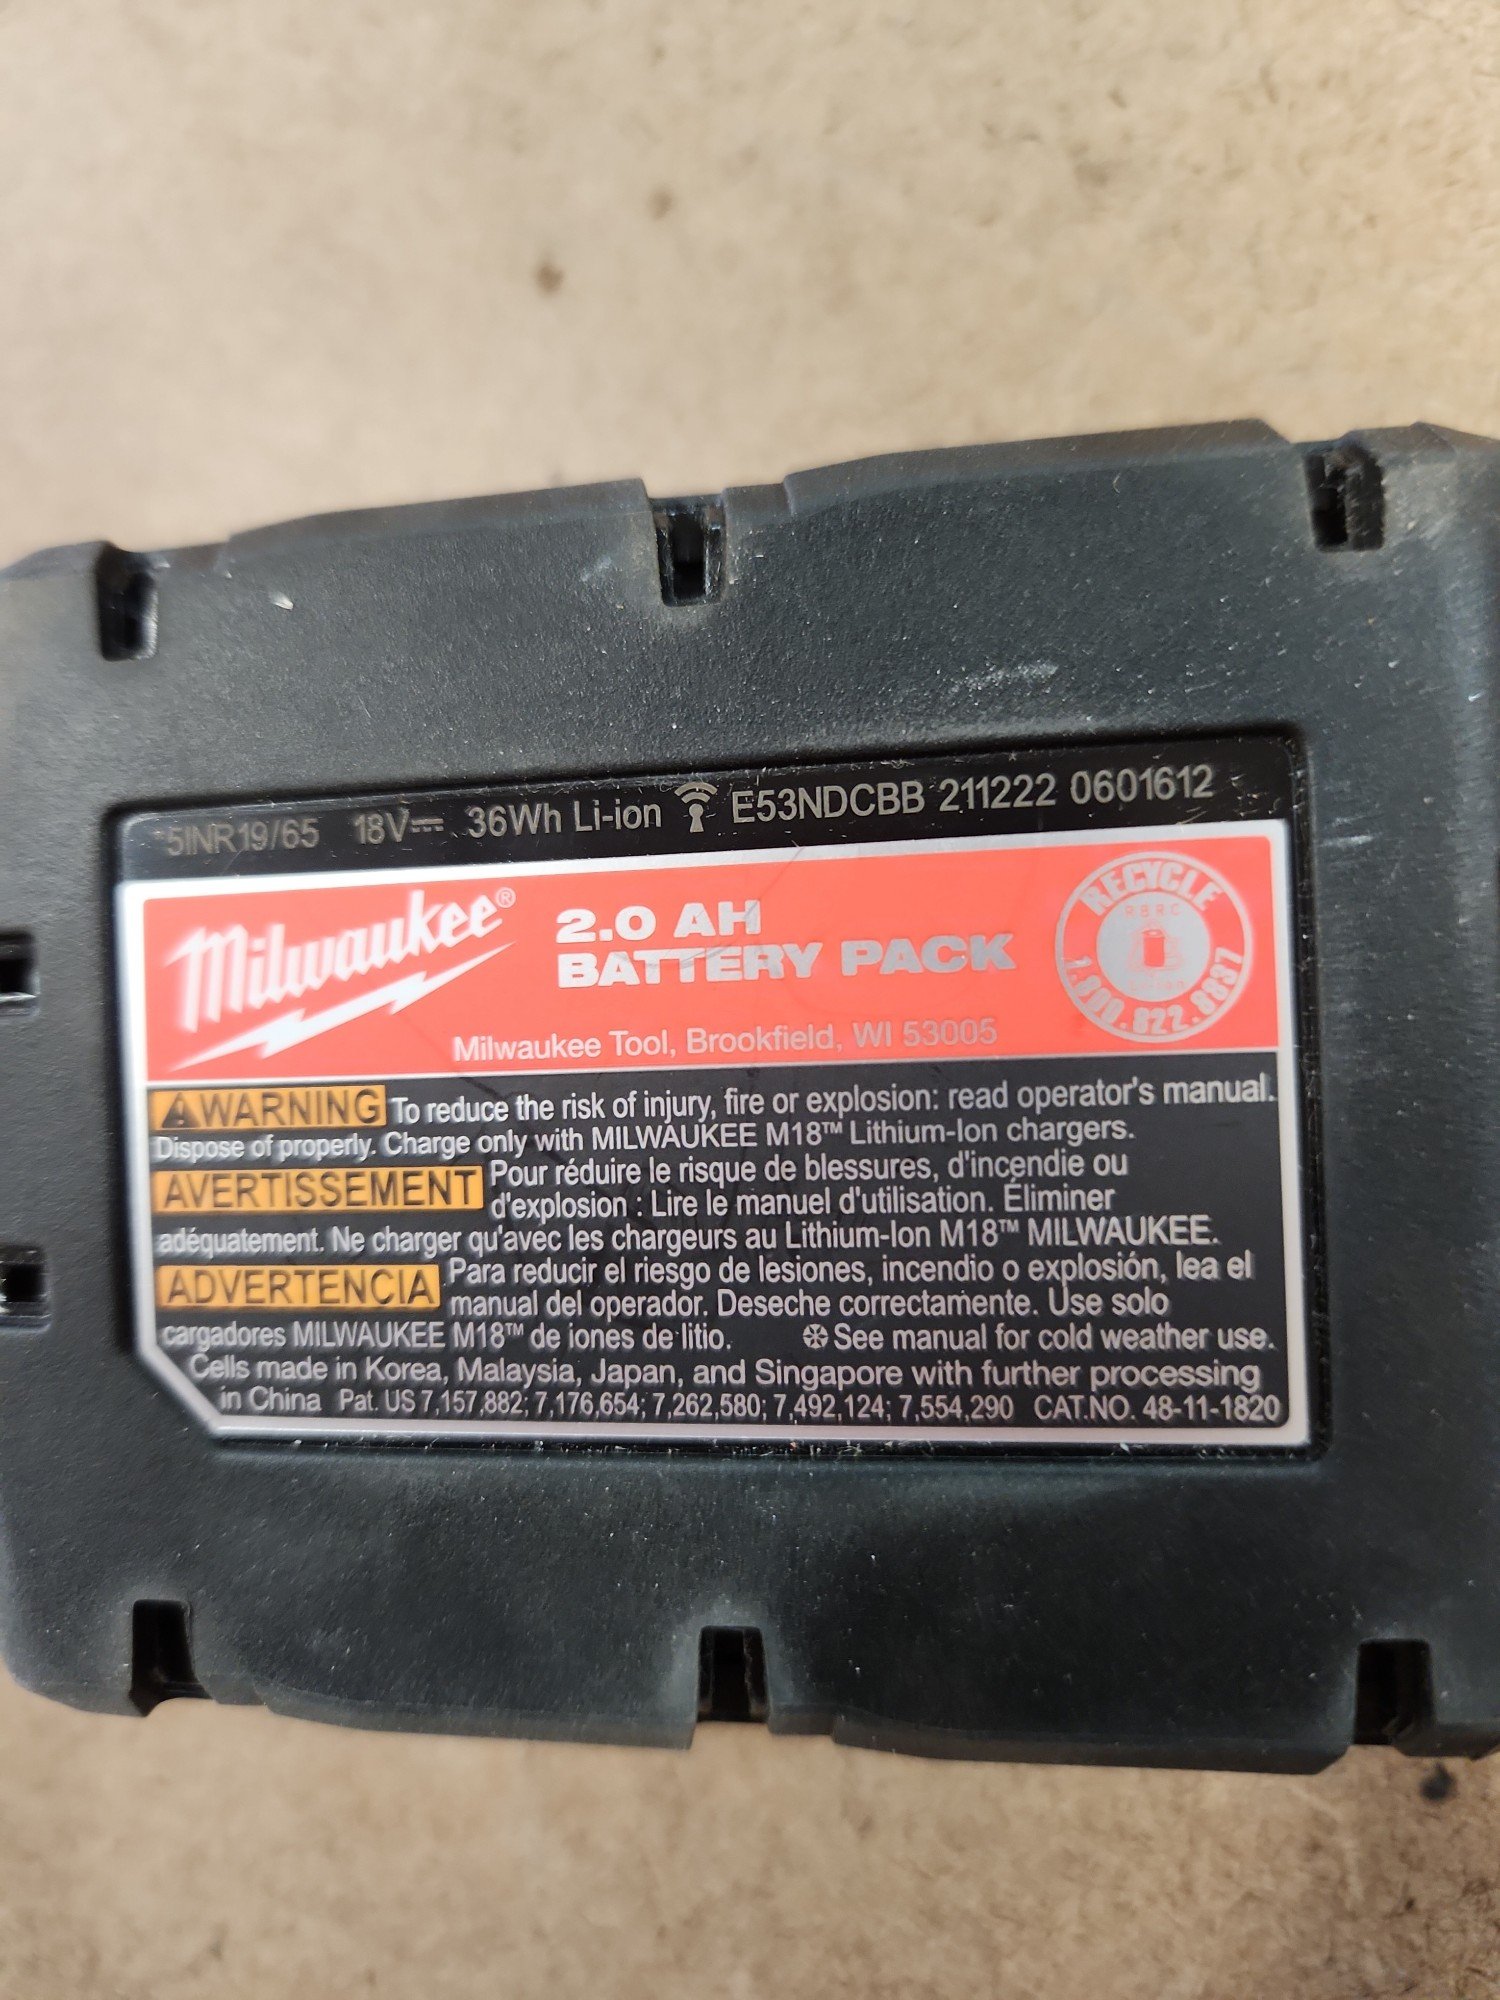 5INR19/65 18V⎓ 36Wh Li-ion E53NDCBB 211222 0601612
Milwaukee®
2.0 AH
BATTERY PACK
Milwaukee Tool, Brookfield, WI 53005
RECYCLE
RBRC
Li-ion
1.800.822.8837
⚠WARNING To reduce the risk of injury, fire or explosion: read operator's manual.
Dispose of properly. Charge only with MILWAUKEE M18™ Lithium-Ion chargers.
AVERTISSEMENT Pour réduire le risque de blessures, d'incendie ou
d'explosion : Lire le manuel d'utilisation. Éliminer
adéquatement. Ne charger qu'avec les chargeurs au Lithium-Ion M18™ MILWAUKEE.
ADVERTENCIA Para reducir el riesgo de lesiones, incendio o explosión, lea el
manual del operador. Deseche correctamente. Use solo
cargadores MILWAUKEE M18™ de iones de litio. ❄See manual for cold weather use.
Cells made in Korea, Malaysia, Japan, and Singapore with further processing
in China Pat. US 7,157,882; 7,176,654; 7,262,580; 7,492,124; 7,554,290 CAT.NO. 48-11-1820